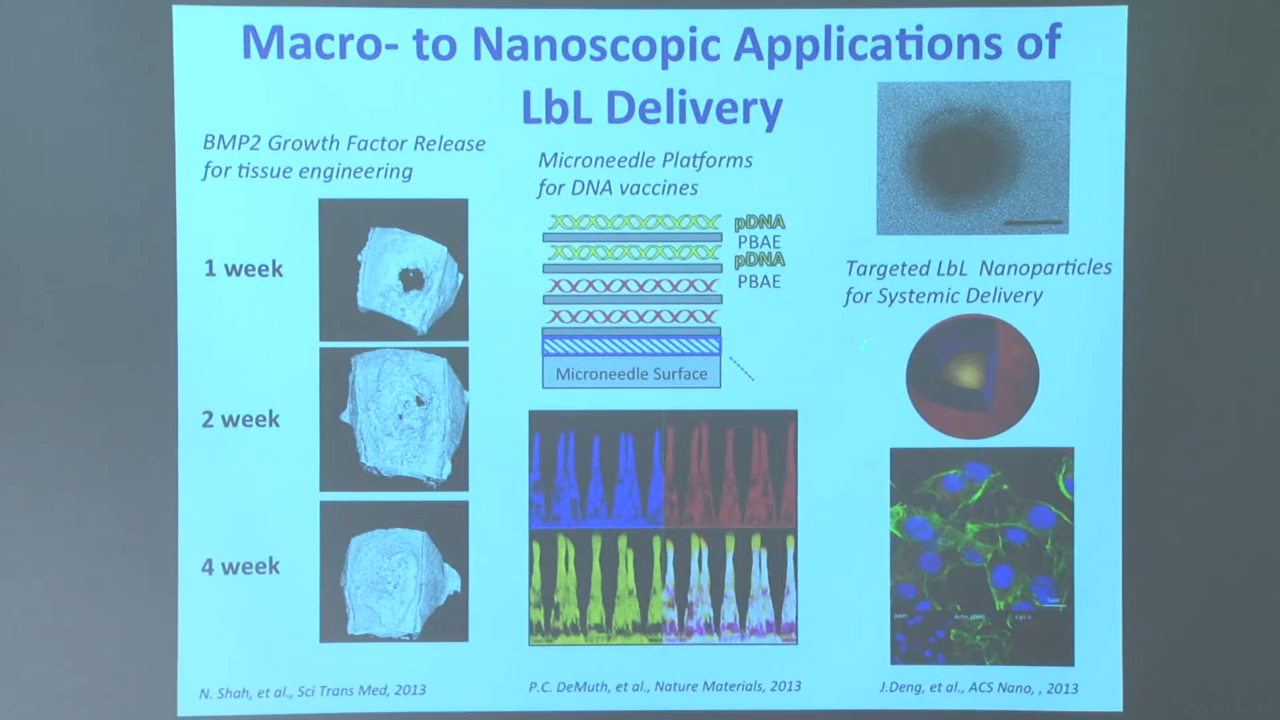 Macro- to Nanoscopic Applications of
LbL Delivery
BMP2 Growth Factor Release
for tissue engineering
1 week
2 week
4 week
N. Shah, et al., Sci Trans Med, 2013
Microneedle Platforms
for DNA vaccines
pDNA
PBAE
pDNA
PBAE
Microneedle Surface
P.C. DeMuth, et al., Nature Materials, 2013
Targeted LbL Nanoparticles
for Systemic Delivery
J.Deng, et al., ACS Nano, , 2013